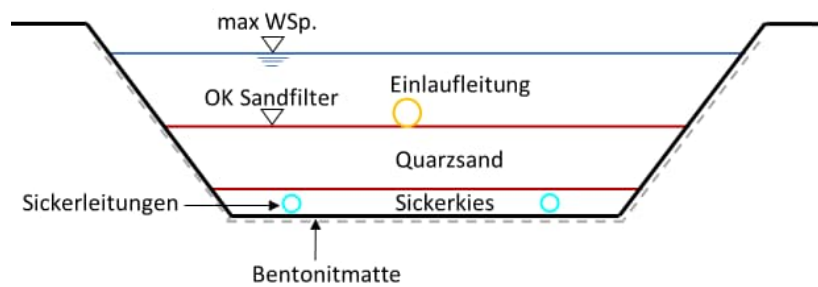 max WSp.
Einlaufleitung
OK Sandfilter
Quarzsand
Sickerleitungen
Sickerkies
Bentonitmatte